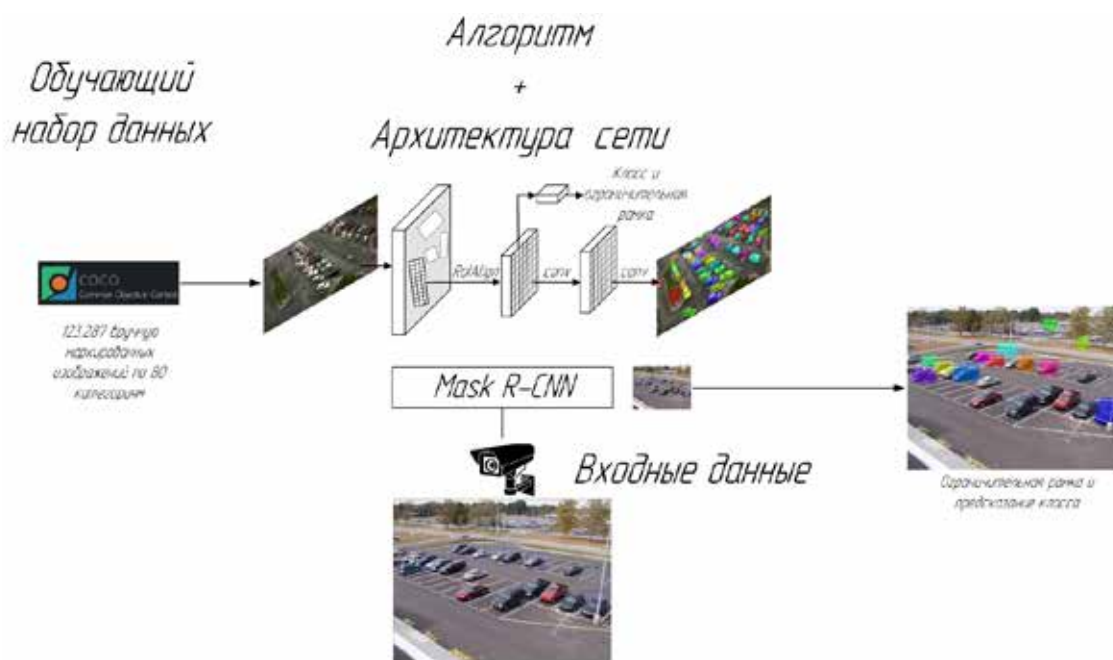 Обучающий
набор данных
Алгоритм
+
Архитектура сети
Класс и
ограничительная
рамка
RoIAlign
conv
conv
coco
Common Objects in Context
123.287 вручную
маркированных
изображений по 80
категориям
Mask R-CNN
Входные данные
Ограничительная рамка и
предсказание класса